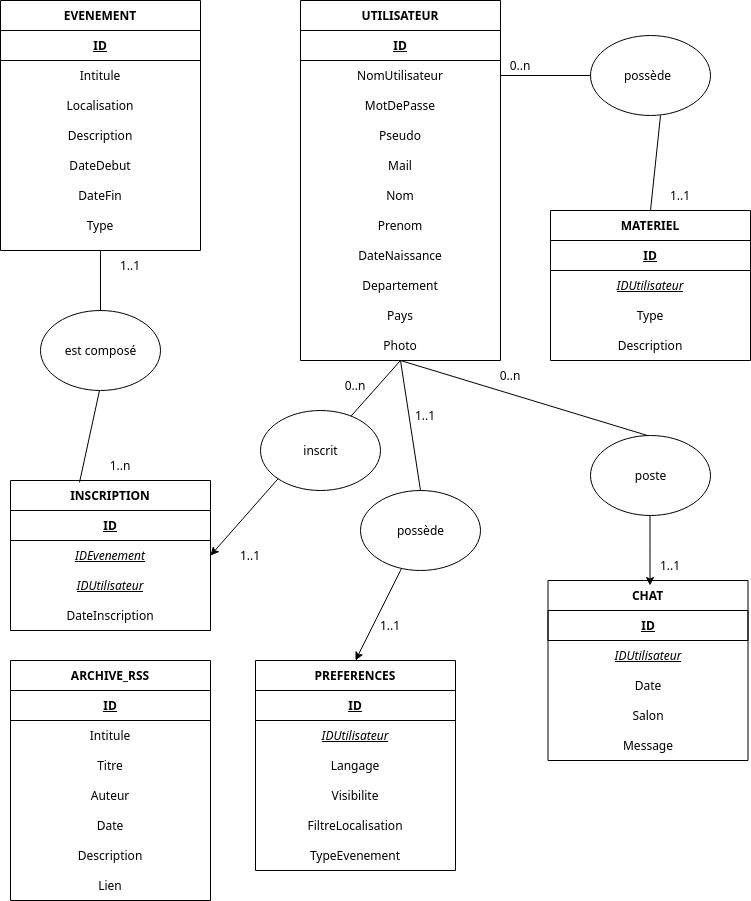 EVENEMENT
ID
Intitule
Localisation
Description
DateDebut
DateFin
Type
1..1
est composé
1..n
UTILISATEUR
ID
NomUtilisateur
MotDePasse
Pseudo
Mail
Nom
Prenom
DateNaissance
Departement
Pays
Photo
0..n
possède
1..1
MATERIEL
ID
IDUtilisateur
Type
Description
0..n
inscrit
1..1
1..1
possède
1..1
0..n
poste
1..1
INSCRIPTION
ID
IDEvenement
IDUtilisateur
DateInscription
CHAT
ID
IDUtilisateur
Date
Salon
Message
ARCHIVE_RSS
ID
Intitule
Titre
Auteur
Date
Description
Lien
PREFERENCES
ID
IDUtilisateur
Langage
Visibilite
FiltreLocalisation
TypeEvenement